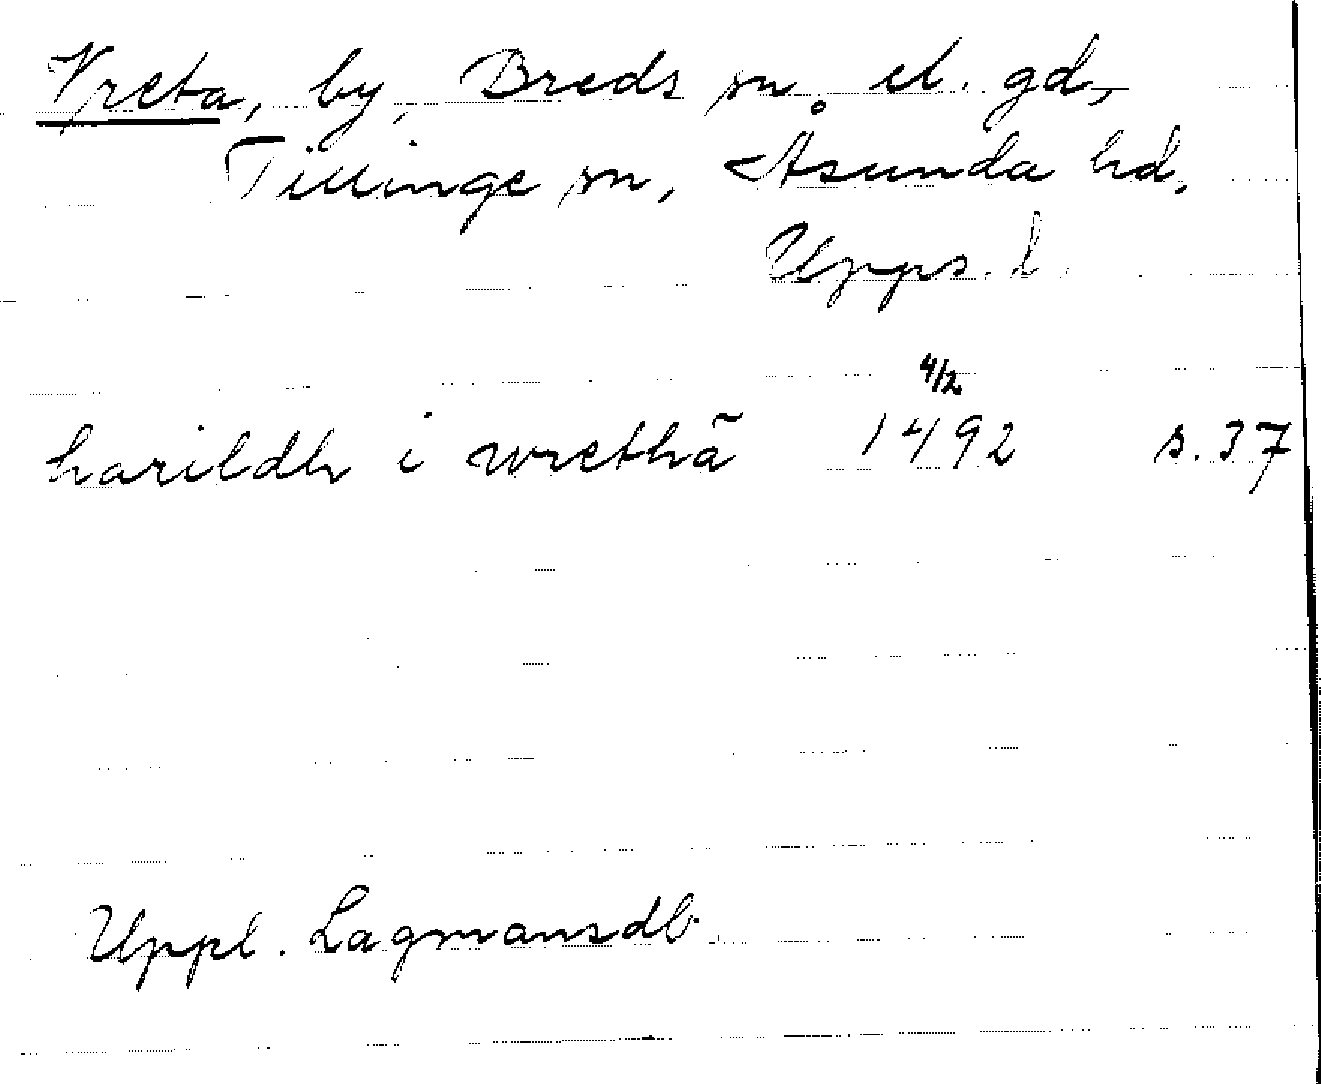 Vreta, by, Breds sn. el. gd,
Tillinge sn, Åsunda hd.
Upps. l.
4/2
harildh i wrethã 1492 s. 37
Uppl. Lagmansdb.